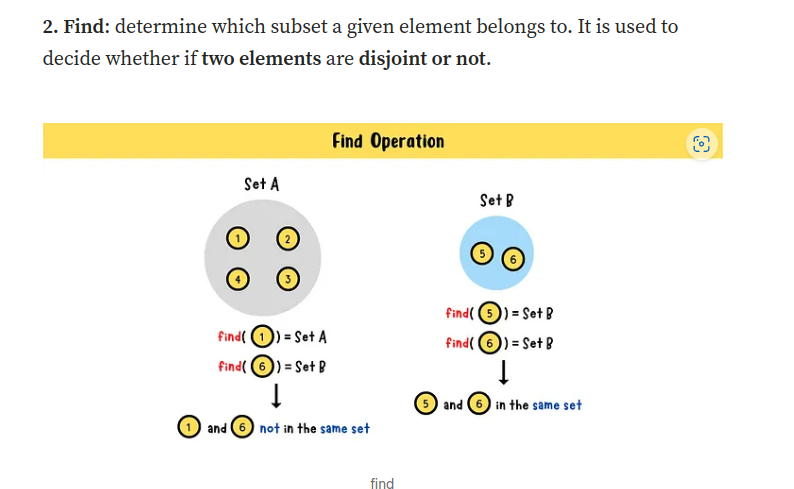 2. Find: determine which subset a given element belongs to. It is used to
decide whether if two elements are disjoint or not.
Find Operation
Set A
1 2
4 3
find( 1 ) = Set A
find( 6 ) = Set B
1 and 6 not in the same set
Set B
5 6
find( 5 ) = Set B
find( 6 ) = Set B
5 and 6 in the same set
find